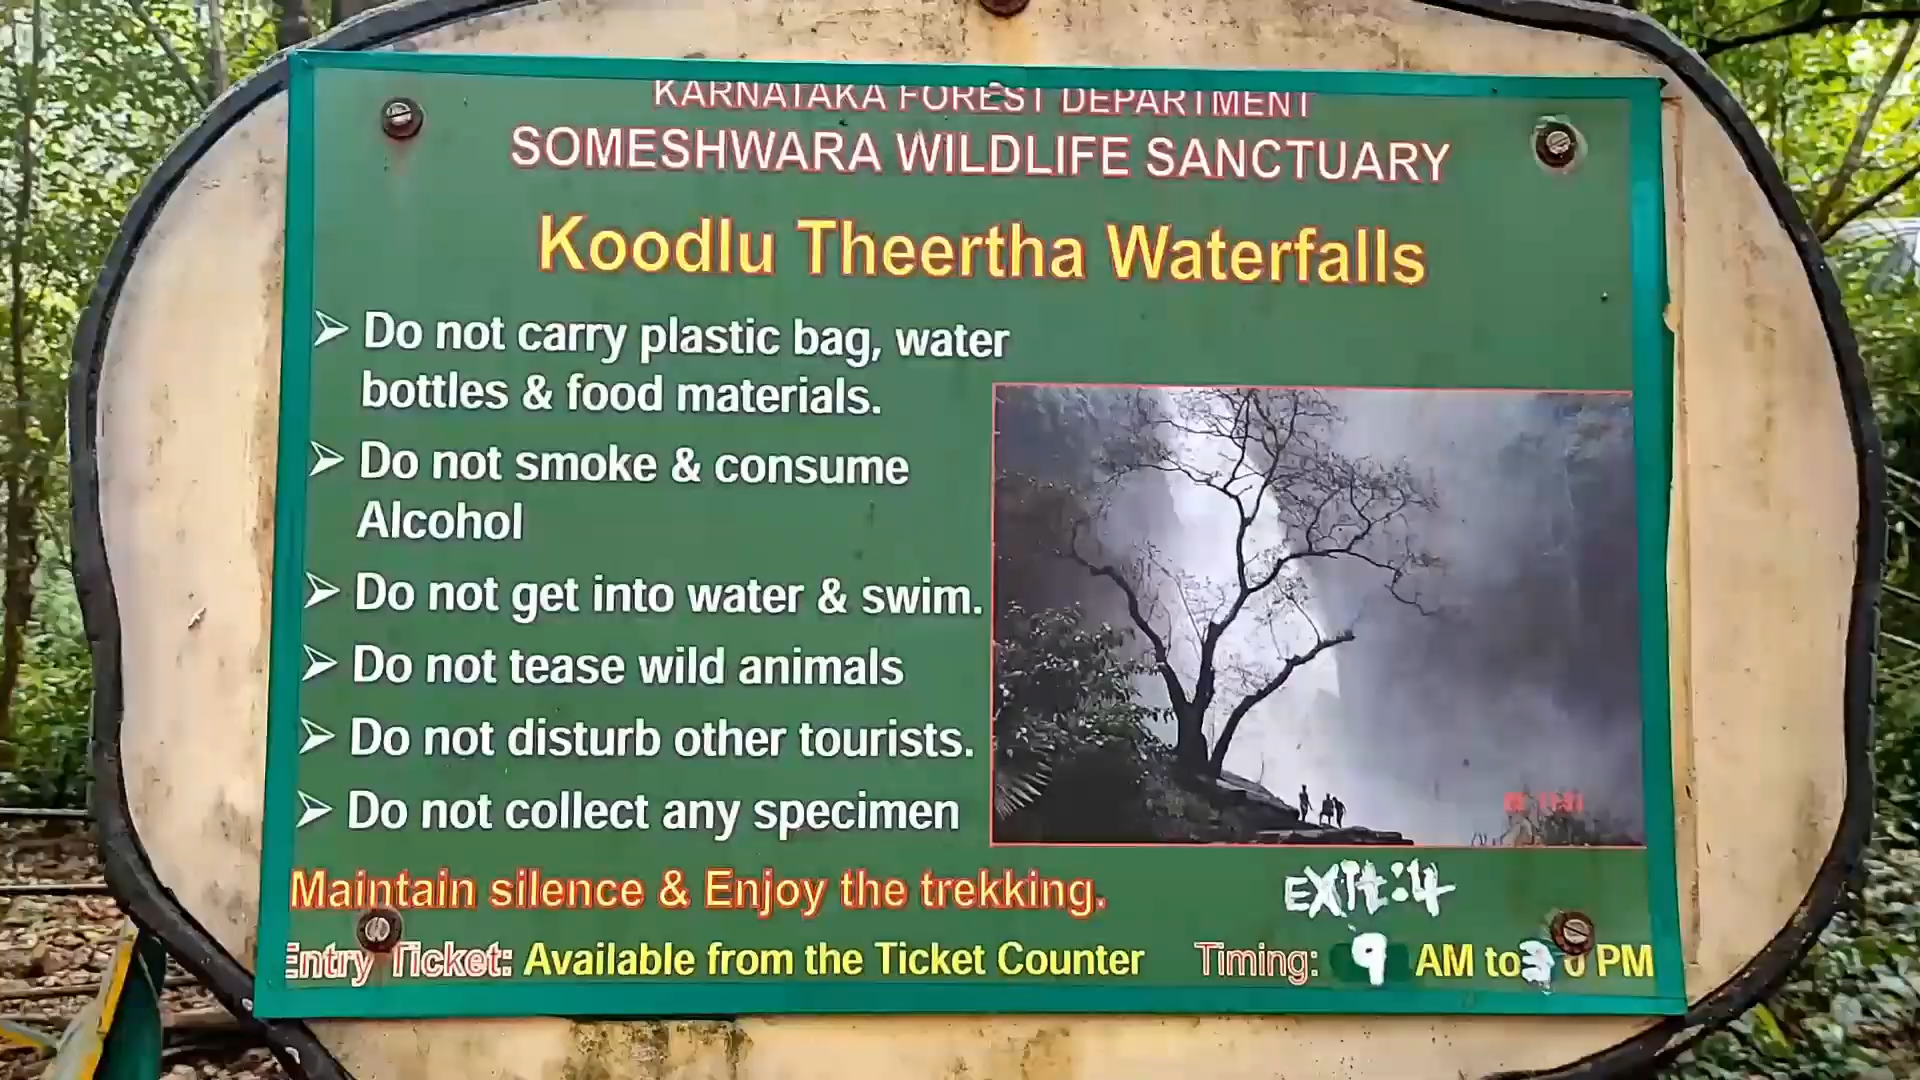 KARNATAKA FOREST DEPARTMENT
SOMESHWARA WILDLIFE SANCTUARY
Koodlu Theertha Waterfalls
➢ Do not carry plastic bag, water
bottles & food materials.
➢ Do not smoke & consume
Alcohol
➢ Do not get into water & swim.
➢ Do not tease wild animals
➢ Do not disturb other tourists.
➢ Do not collect any specimen
Maintain silence & Enjoy the trekking.
EXIt:4
Entry Ticket: Available from the Ticket Counter Timing: 9 AM to 3 0 PM